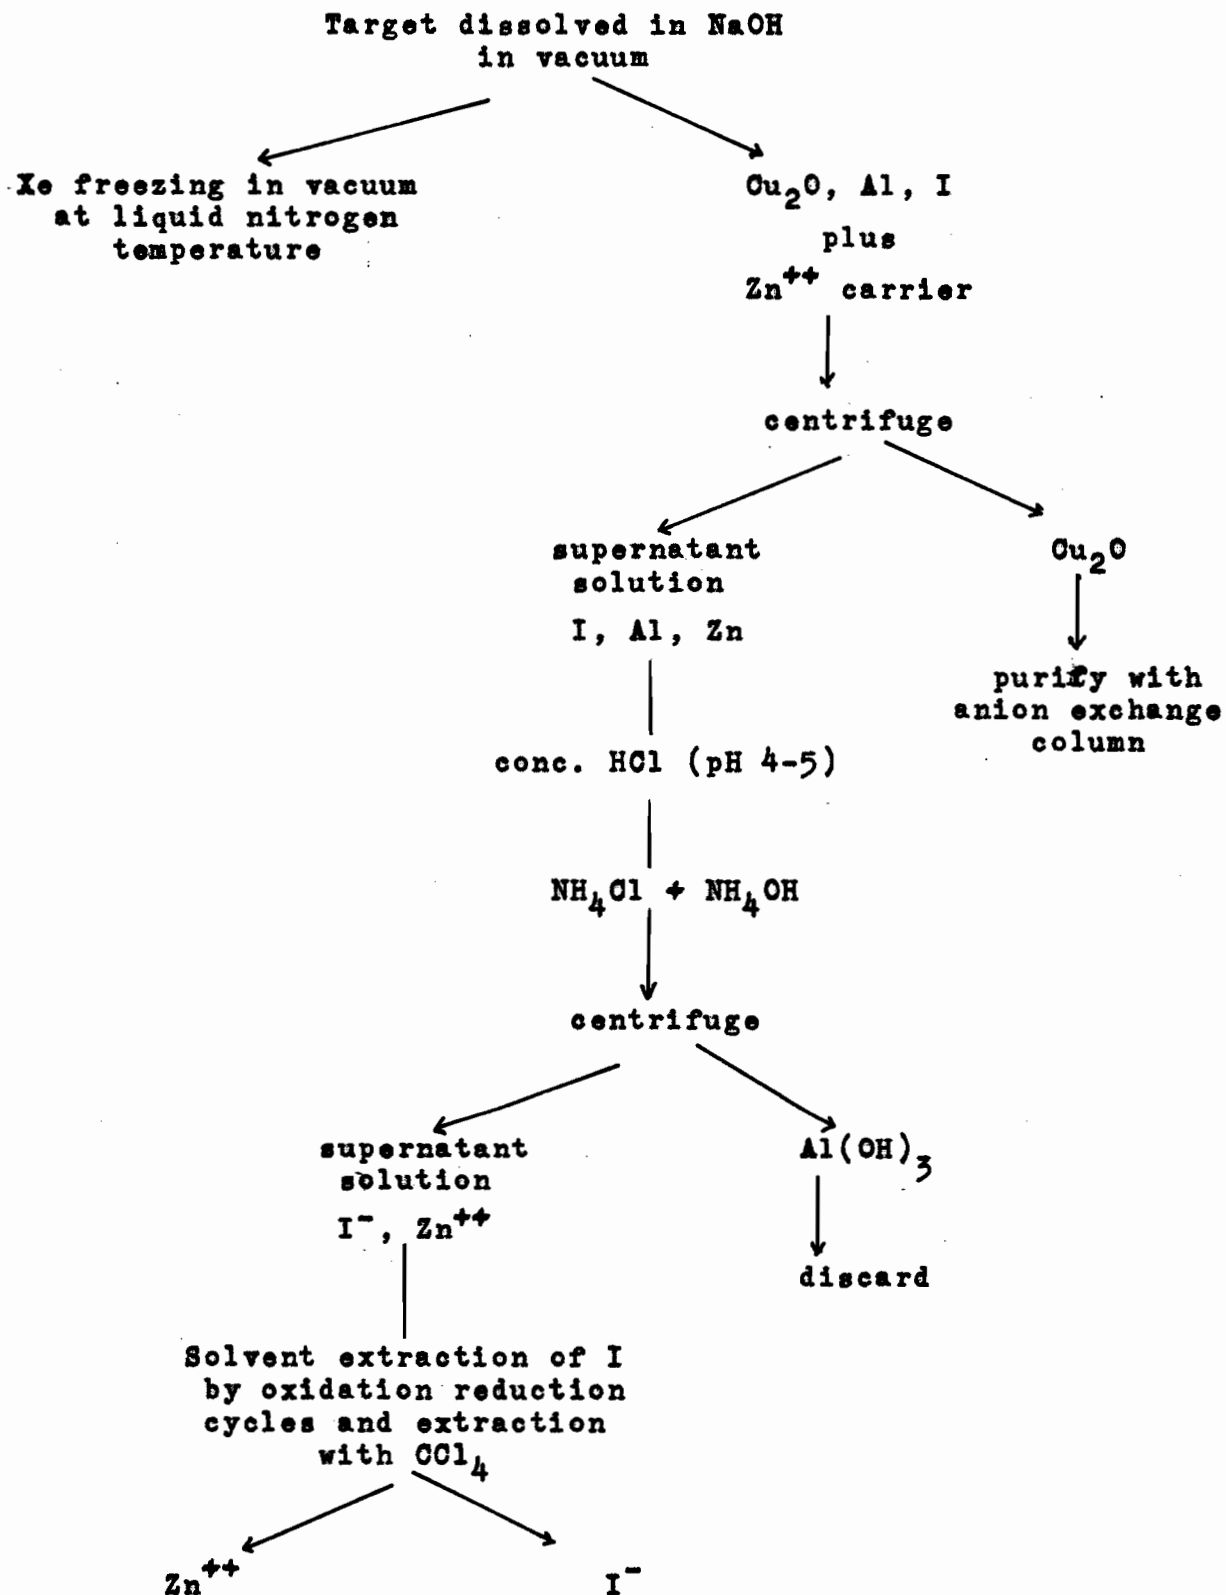 Target dissolved in NaOH
in vacuum
Xe freezing in vacuum
at liquid nitrogen
temperature
Cu₂O, Al, I
plus
Zn⁺⁺ carrier
centrifuge
supernatant
solution
I, Al, Zn
Cu₂O
purify with
anion exchange
column
conc. HCl (pH 4-5)
NH₄Cl + NH₄OH
centrifuge
supernatant
solution
I⁻, Zn⁺⁺
Al(OH)₃
discard
Solvent extraction of I
by oxidation reduction
cycles and extraction
with CCl₄
Zn⁺⁺
I⁻